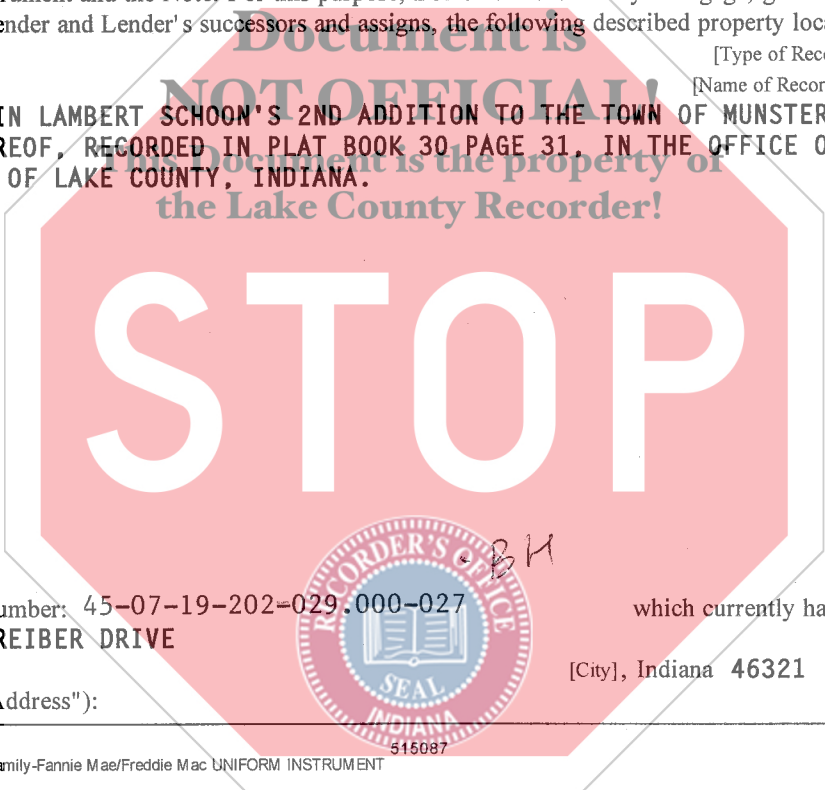 ender and Lender's successors and assigns, the following described property loca
Document is
[Type of Reco
NOT OFFICIAL!
[Name of Recor
IN LAMBERT SCHOON'S 2ND ADDITION TO THE TOWN OF MUNSTER
REOF, RECORDED IN PLAT BOOK 30 PAGE 31, IN THE OFFICE O
This Document is the property of
OF LAKE COUNTY, INDIANA.
the Lake County Recorder!
STOP
BH
RECORDER'S OFFICE
umber: 45-07-19-202-029.000-027 which currently ha
REIBER DRIVE
[City], Indiana 46321
SEAL
Address"):
INDIANA
515087
amily-Fannie Mae/Freddie Mac UNIFORM INSTRUMENT